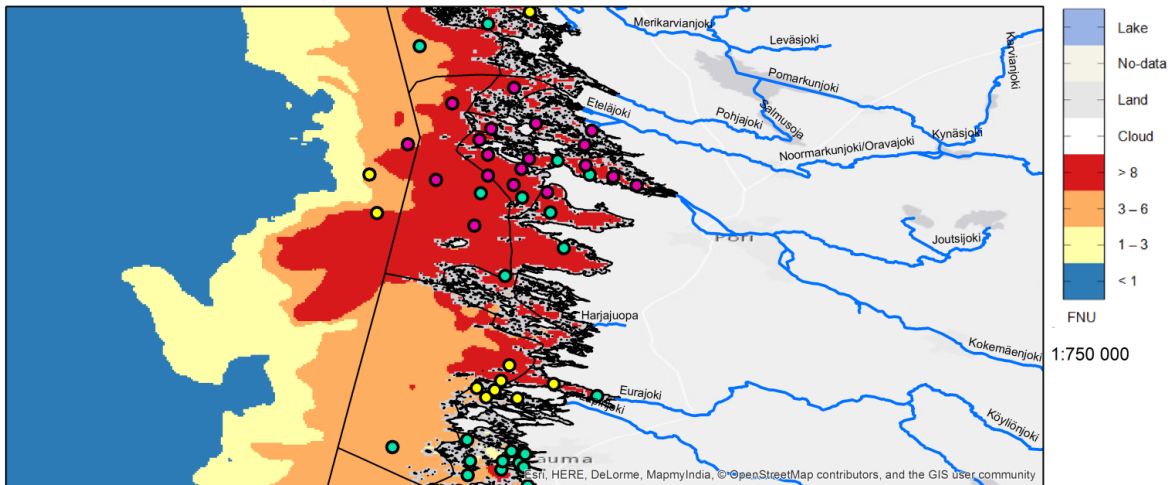 Merikarvianjoki
Leväsjoki
Karvianjoki
Pomarkunjoki
Eteläjoki
Pohjajoki
Salmusoja
Kynäsjoki
Noormarkunjoki/Oravajoki
Pori
Joutsijoki
Harjajuopa
Kokemäenjoki
Eurajoki
Köyliönjoki
auma
Esri, HERE, DeLorme, MapmyIndia, © OpenStreetMap contributors, and the GIS user community
Lake
No-data
Land
Cloud
> 8
3 – 6
1 – 3
< 1
FNU
1:750 000